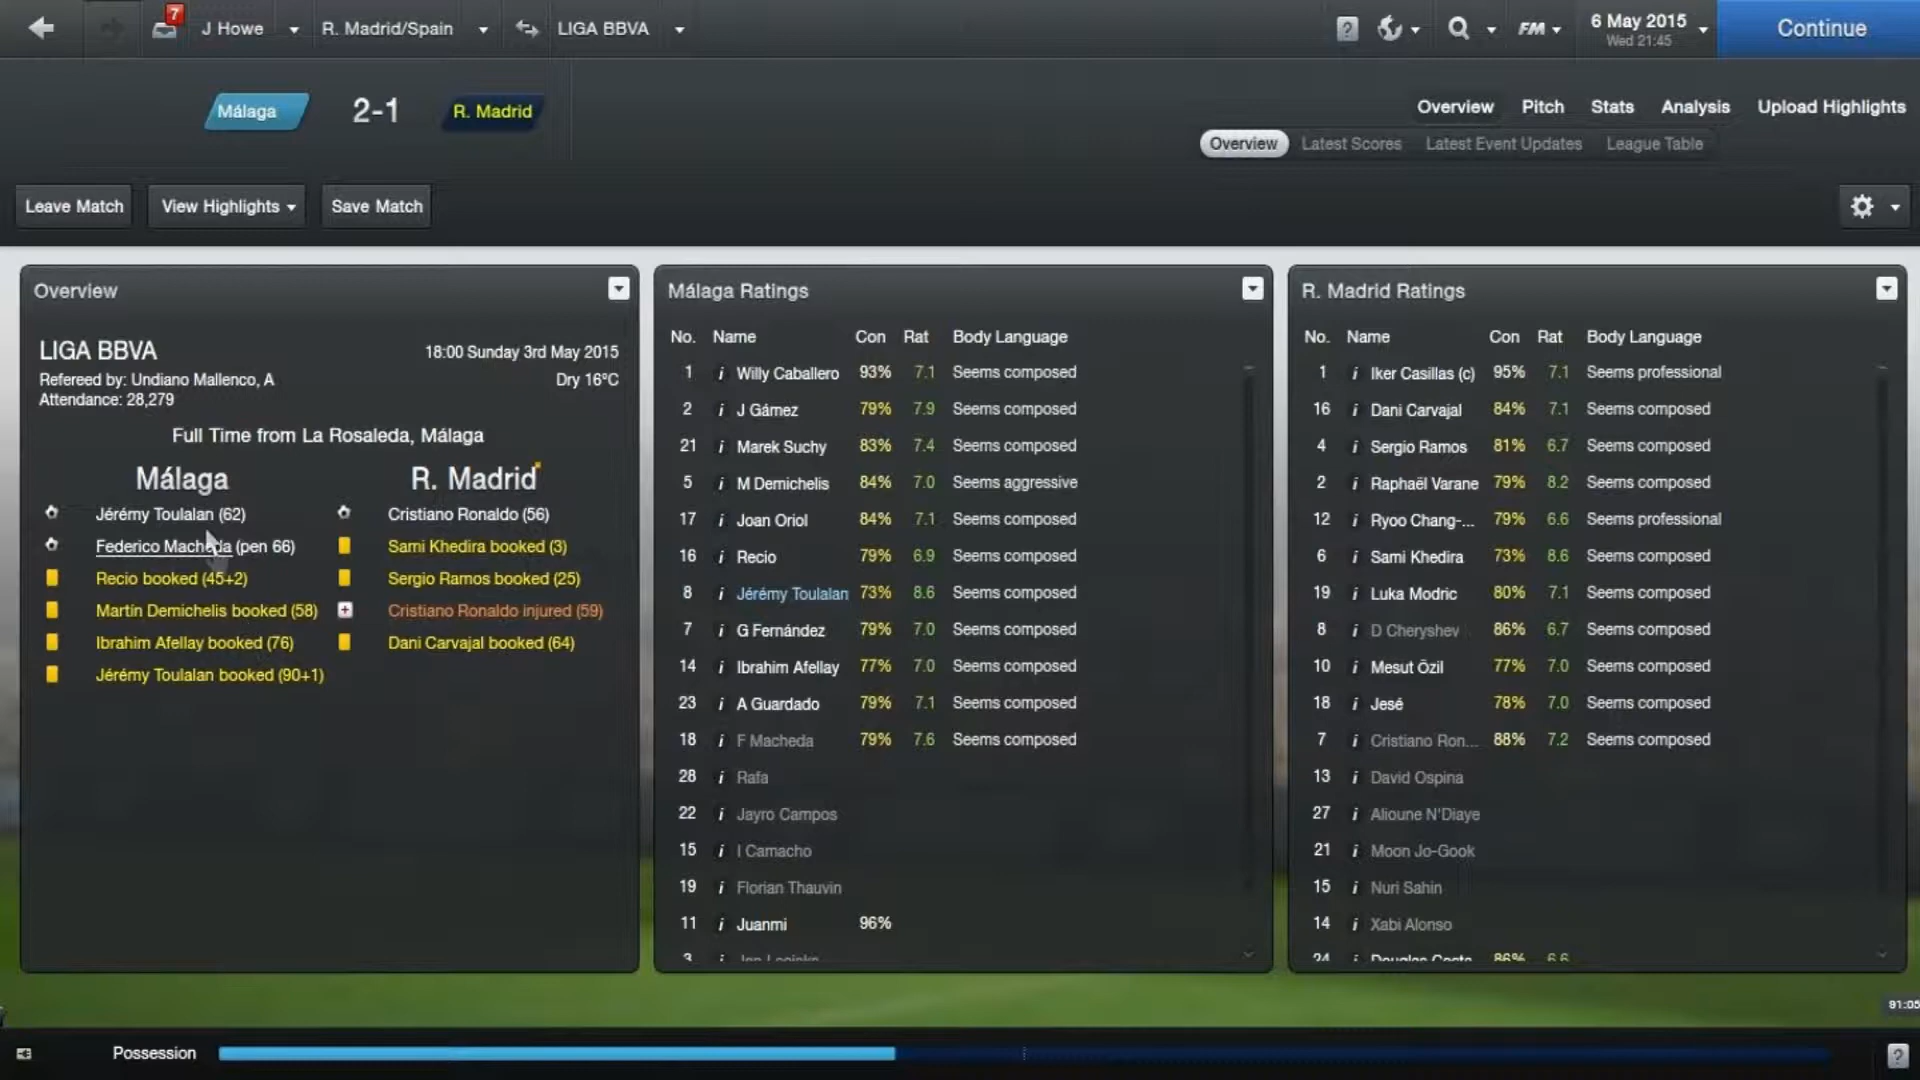 7
J Howe
R. Madrid/Spain
LIGA BBVA
?
FM
6 May 2015
Wed 21:45
Continue
Málaga
2-1
R. Madrid
Overview Pitch Stats Analysis Upload Highlights
Overview Latest Scores Latest Event Updates League Table
Leave Match
View Highlights
Save Match
Overview
LIGA BBVA
18:00 Sunday 3rd May 2015
Refereed by: Undiano Mallenco, A
Dry 16°C
Attendance: 28,279
Full Time from La Rosaleda, Málaga
Málaga
Jérémy Toulalan (62)
Federico Macheda (pen 66)
Recio booked (45+2)
Martín Demichelis booked (58)
Ibrahim Afellay booked (76)
Jérémy Toulalan booked (90+1)
R. Madrid
Cristiano Ronaldo (56)
Sami Khedira booked (3)
Sergio Ramos booked (25)
Cristiano Ronaldo injured (59)
Dani Carvajal booked (64)
Málaga Ratings
No. Name Con Rat Body Language
1 i Willy Caballero 93% 7.1 Seems composed
2 i J Gámez 79% 7.9 Seems composed
21 i Marek Suchy 83% 7.4 Seems composed
5 i M Demichelis 84% 7.0 Seems aggressive
17 i Joan Oriol 84% 7.1 Seems composed
16 i Recio 79% 6.9 Seems composed
8 i Jérémy Toulalan 73% 8.6 Seems composed
7 i G Fernández 79% 7.0 Seems composed
14 i Ibrahim Afellay 77% 7.0 Seems composed
23 i A Guardado 79% 7.1 Seems composed
18 i F Macheda 79% 7.6 Seems composed
28 i Rafa
22 i Jayro Campos
15 i I Camacho
19 i Florian Thauvin
11 i Juanmi 96%
3 i
R. Madrid Ratings
No. Name Con Rat Body Language
1 i Iker Casillas (c) 95% 7.1 Seems professional
16 i Dani Carvajal 84% 7.1 Seems composed
4 i Sergio Ramos 81% 6.7 Seems composed
2 i Raphaël Varane 79% 8.2 Seems composed
12 i Ryoo Chang-... 79% 6.6 Seems professional
6 i Sami Khedira 73% 8.6 Seems composed
19 i Luka Modric 80% 7.1 Seems composed
8 i D Cheryshev 86% 6.7 Seems composed
10 i Mesut Özil 77% 7.0 Seems composed
18 i Jesé 78% 7.0 Seems composed
7 i Cristiano Ron... 88% 7.2 Seems composed
13 i David Ospina
27 i Alioune N'Diaye
21 i Moon Jo-Gook
15 i Nuri Sahin
14 i Xabi Alonso
24 i Douglas Costa 86% 6.6
91:05
Possession
?